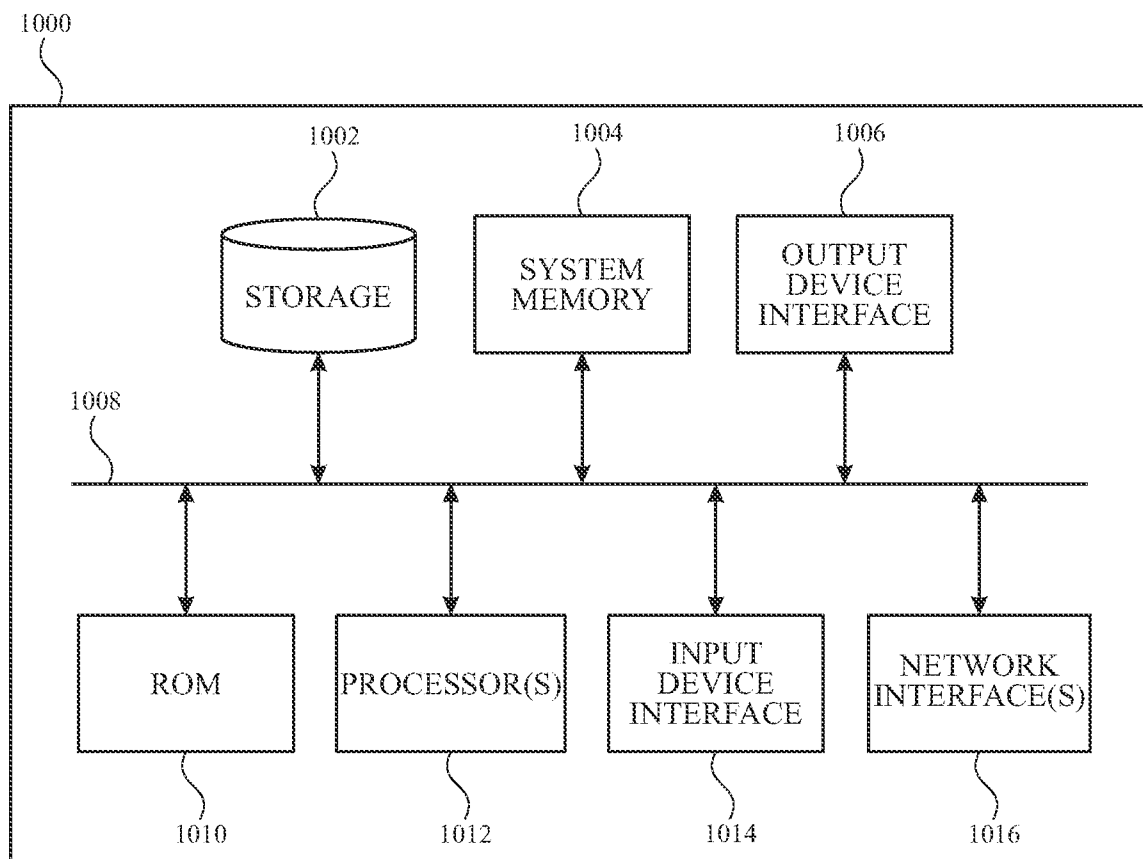 1000
1002
1004
1006
STORAGE
SYSTEM
MEMORY
OUTPUT
DEVICE
INTERFACE
1008
ROM
PROCESSOR(S)
INPUT
DEVICE
INTERFACE
NETWORK
INTERFACE(S)
1010
1012
1014
1016